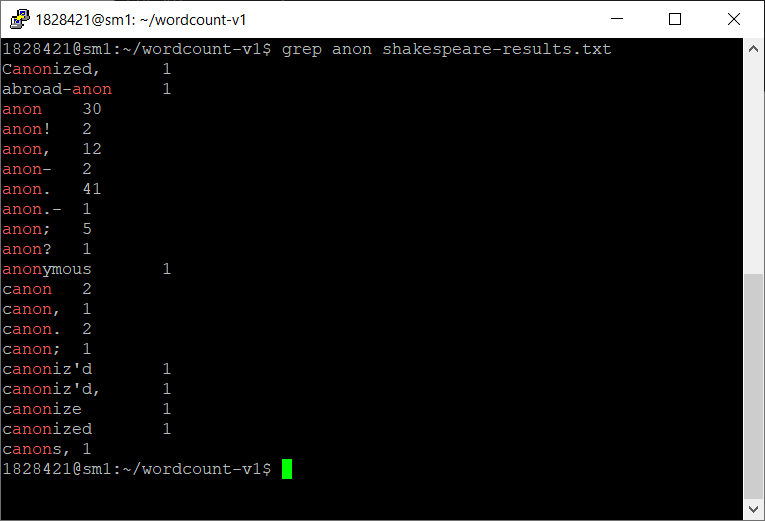 1828421@sm1: ~/wordcount-v1
1828421@sm1:~/wordcount-v1$ grep anon shakespeare-results.txt
Canonized,      1
abroad-anon     1
anon    30
anon!   2
anon,   12
anon-   2
anon.   41
anon.-  1
anon;   5
anon?   1
anonymous       1
canon   2
canon,  1
canon.  2
canon;  1
canoniz'd       1
canoniz'd,      1
canonize        1
canonized       1
canons, 1
1828421@sm1:~/wordcount-v1$